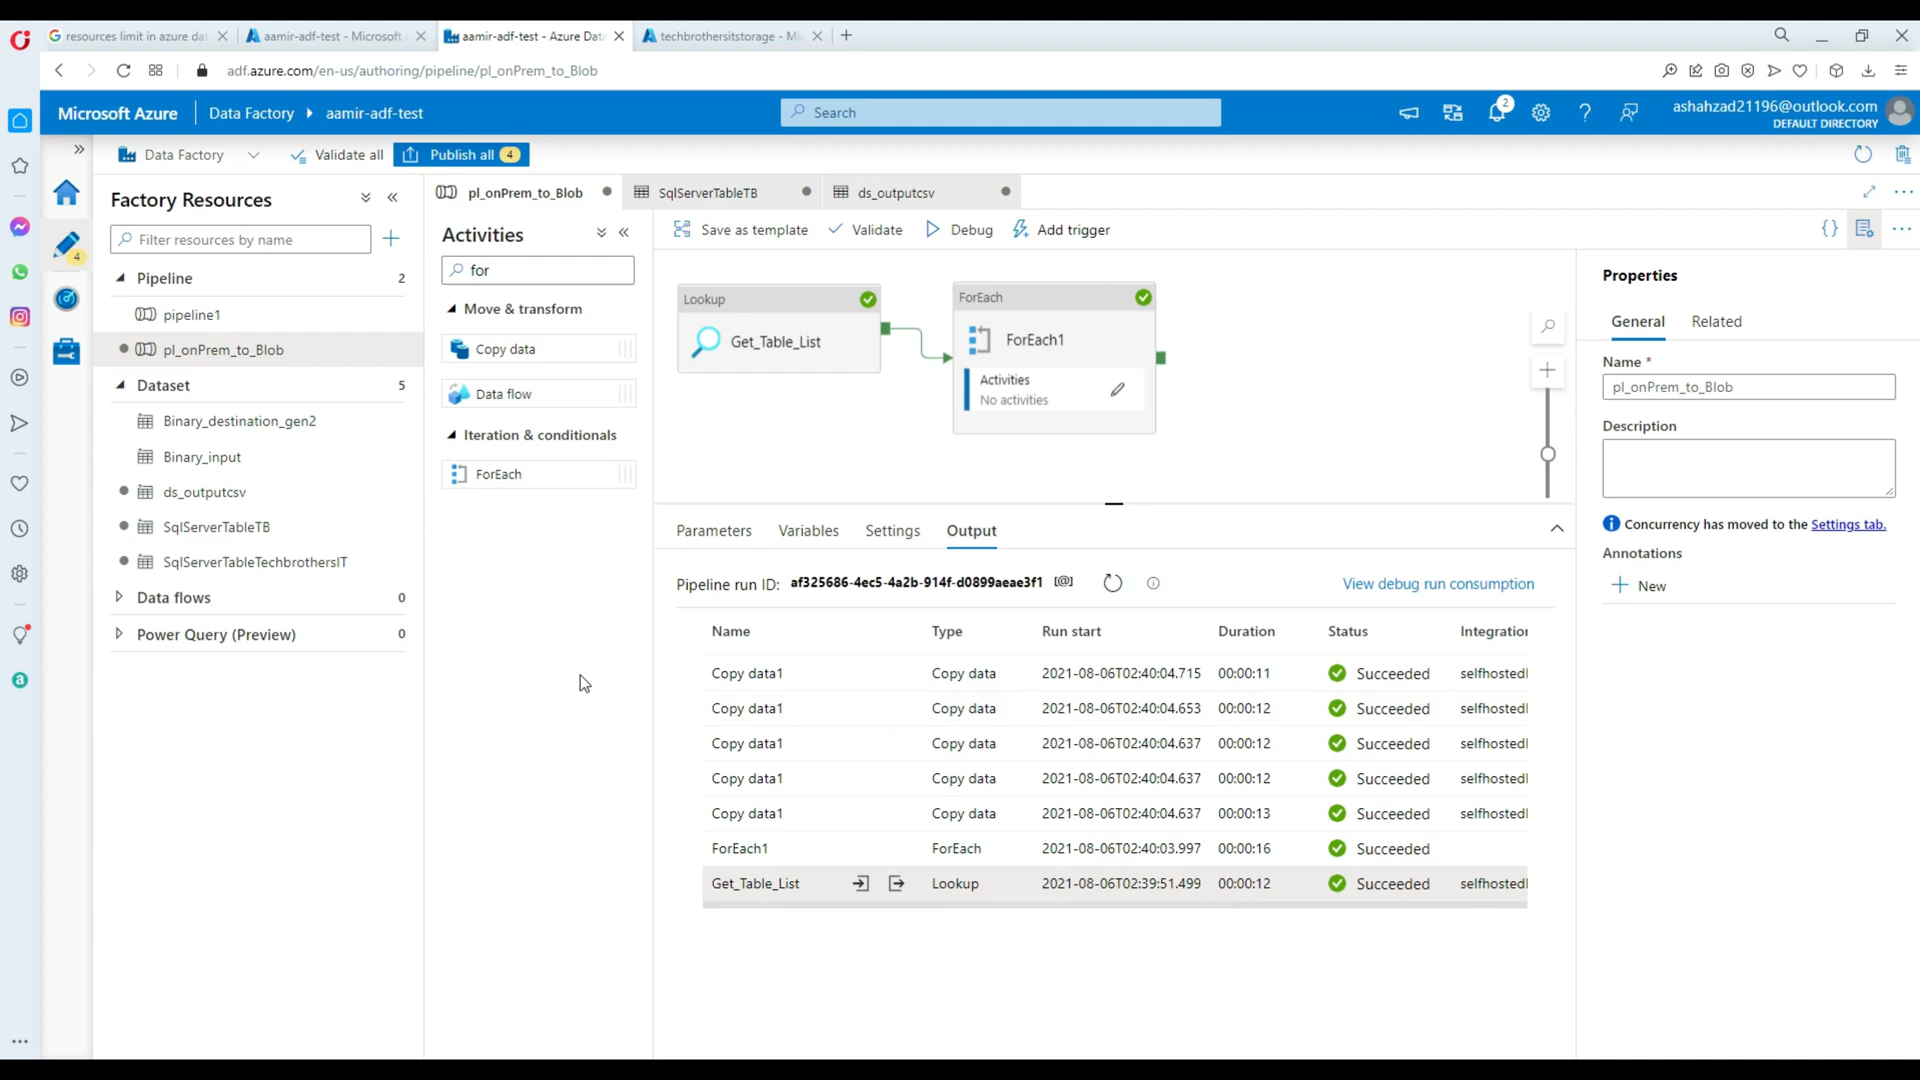 resources limit in azure dat
aamir-adf-test - Microsoft
aamir-adf-test - Azure Data
techbrothersitstorage - Mi
adf.azure.com/en-us/authoring/pipeline/pl_onPrem_to_Blob
Microsoft Azure
Data Factory
aamir-adf-test
Search
2
ashahzad21196@outlook.com
DEFAULT DIRECTORY
Data Factory
Validate all
Publish all 4
Factory Resources
Filter resources by name
4
Pipeline 2
pipeline1
pl_onPrem_to_Blob
Dataset 5
Binary_destination_gen2
Binary_input
ds_outputcsv
SqlServerTableTB
SqlServerTableTechbrothersIT
Data flows 0
Power Query (Preview) 0
pl_onPrem_to_Blob
SqlServerTableTB
ds_outputcsv
Activities
for
Move & transform
Copy data
Data flow
Iteration & conditionals
ForEach
Save as template
Validate
Debug
Add trigger
Lookup
Get_Table_List
ForEach
ForEach1
Activities
No activities
Parameters Variables Settings Output
Pipeline run ID: af325686-4ec5-4a2b-914f-d0899aeae3f1
View debug run consumption
Name Type Run start Duration Status Integration
Copy data1 Copy data 2021-08-06T02:40:04.715 00:00:11 Succeeded selfhostedI
Copy data1 Copy data 2021-08-06T02:40:04.653 00:00:12 Succeeded selfhostedI
Copy data1 Copy data 2021-08-06T02:40:04.637 00:00:12 Succeeded selfhostedI
Copy data1 Copy data 2021-08-06T02:40:04.637 00:00:12 Succeeded selfhostedI
Copy data1 Copy data 2021-08-06T02:40:04.637 00:00:13 Succeeded selfhostedI
ForEach1 ForEach 2021-08-06T02:40:03.997 00:00:16 Succeeded
Get_Table_List Lookup 2021-08-06T02:39:51.499 00:00:12 Succeeded selfhostedI
Properties
General Related
Name *
pl_onPrem_to_Blob
Description
Concurrency has moved to the Settings tab.
Annotations
New